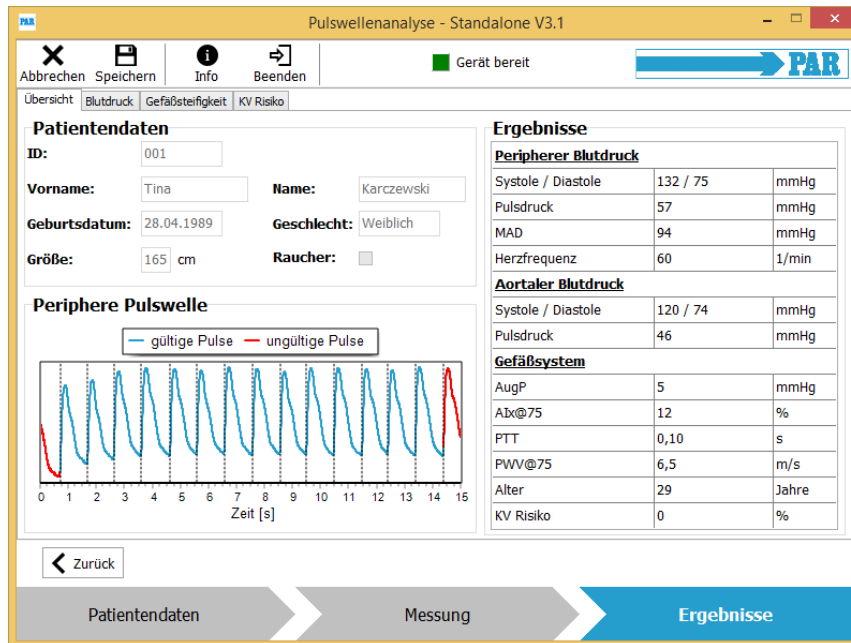 PAR
Pulswellenanalyse - Standalone V3.1
Abbrechen Speichern Info Beenden
Gerät bereit
PAR
Übersicht Blutdruck Gefäßsteifigkeit KV Risiko
Patientendaten
ID: 001
Vorname: Tina Name: Karczewski
Geburtsdatum: 28.04.1989 Geschlecht: Weiblich
Größe: 165 cm Raucher:
Periphere Pulswelle
gültige Pulse ungültige Pulse
0 1 2 3 4 5 6 7 8 9 10 11 12 13 14 15
Zeit [s]
Ergebnisse
Peripherer Blutdruck
Systole / Diastole 132 / 75 mmHg
Pulsdruck 57 mmHg
MAD 94 mmHg
Herzfrequenz 60 1/min
Aortaler Blutdruck
Systole / Diastole 120 / 74 mmHg
Pulsdruck 46 mmHg
Gefäßsystem
AugP 5 mmHg
AIx@75 12 %
PTT 0,10 s
PWV@75 6,5 m/s
Alter 29 Jahre
KV Risiko 0 %
Zurück
Patientendaten Messung Ergebnisse